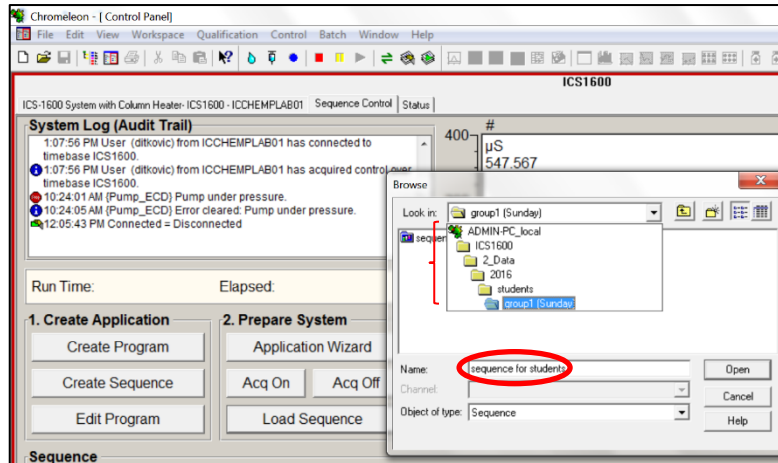 Chromeleon - [ Control Panel]
File Edit View Workspace Qualification Control Batch Window Help
ICS1600
ICS-1600 System with Column Heater- ICS1600 - ICCHEMPLAB01 Sequence Control Status
System Log (Audit Trail)
1:07:56 PM User (ditkovic) from ICCHEMPLAB01 has connected to
timebase ICS1600.
1:07:56 PM User (ditkovic) from ICCHEMPLAB01 has acquired control over
timebase ICS1600.
10:24:01 AM {Pump_ECD} Pump under pressure.
10:24:05 AM {Pump_ECD} Error cleared: Pump under pressure.
12:05:43 PM Connected = Disconnected
400
#
µS
547.567
Browse
Look in: group1 (Sunday)
sequen
ADMIN-PC_local
ICS1600
2_Data
2016
students
group1 (Sunday
Name: sequence for students
Open
Channel:
Cancel
Object of type: Sequence
Help
Run Time: Elapsed:
1. Create Application
Create Program
Create Sequence
Edit Program
2. Prepare System
Application Wizard
Acq On Acq Off
Load Sequence
Sequence